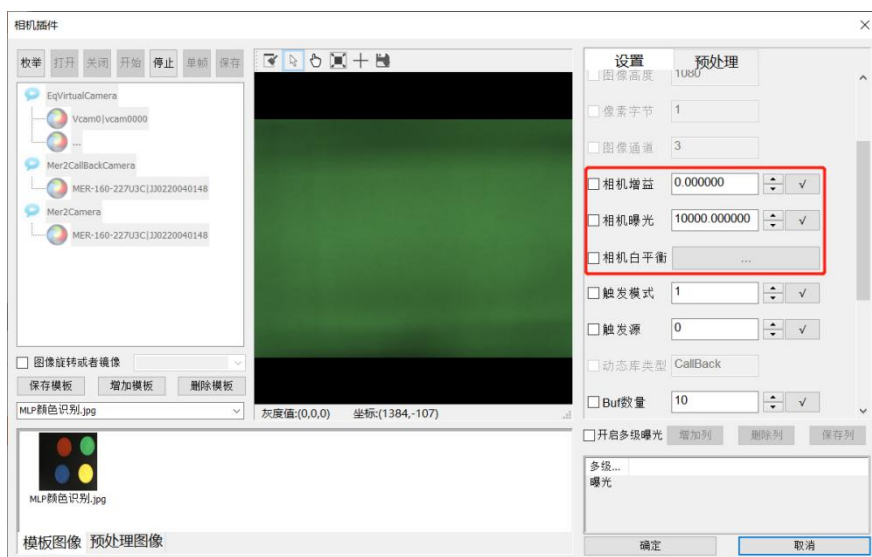 相机插件
枚举 打开 关闭 开始 停止 单帧 保存
EqVirtualCamera
Vcam0|vcam0000
...
Mer2CallBackCamera
MER-160-227U3C|JJ0220040148
Mer2Camera
MER-160-227U3C|JJ0220040148
图像旋转或者镜像
保存模板 增加模板 删除模板
MLP颜色识别.jpg
灰度值:(0,0,0) 坐标:(1384,-107)
MLP颜色识别.jpg
模板图像 预处理图像
设置 预处理
图像高度 1080
像素字节 1
图像通道 3
相机增益 0.000000 √
相机曝光 10000.000000 √
相机白平衡 ...
触发模式 1 √
触发源 0 √
动态库类型 CallBack
Buf数量 10 √
开启多级曝光 增加列 删除列 保存列
多级...
曝光
确定 取消